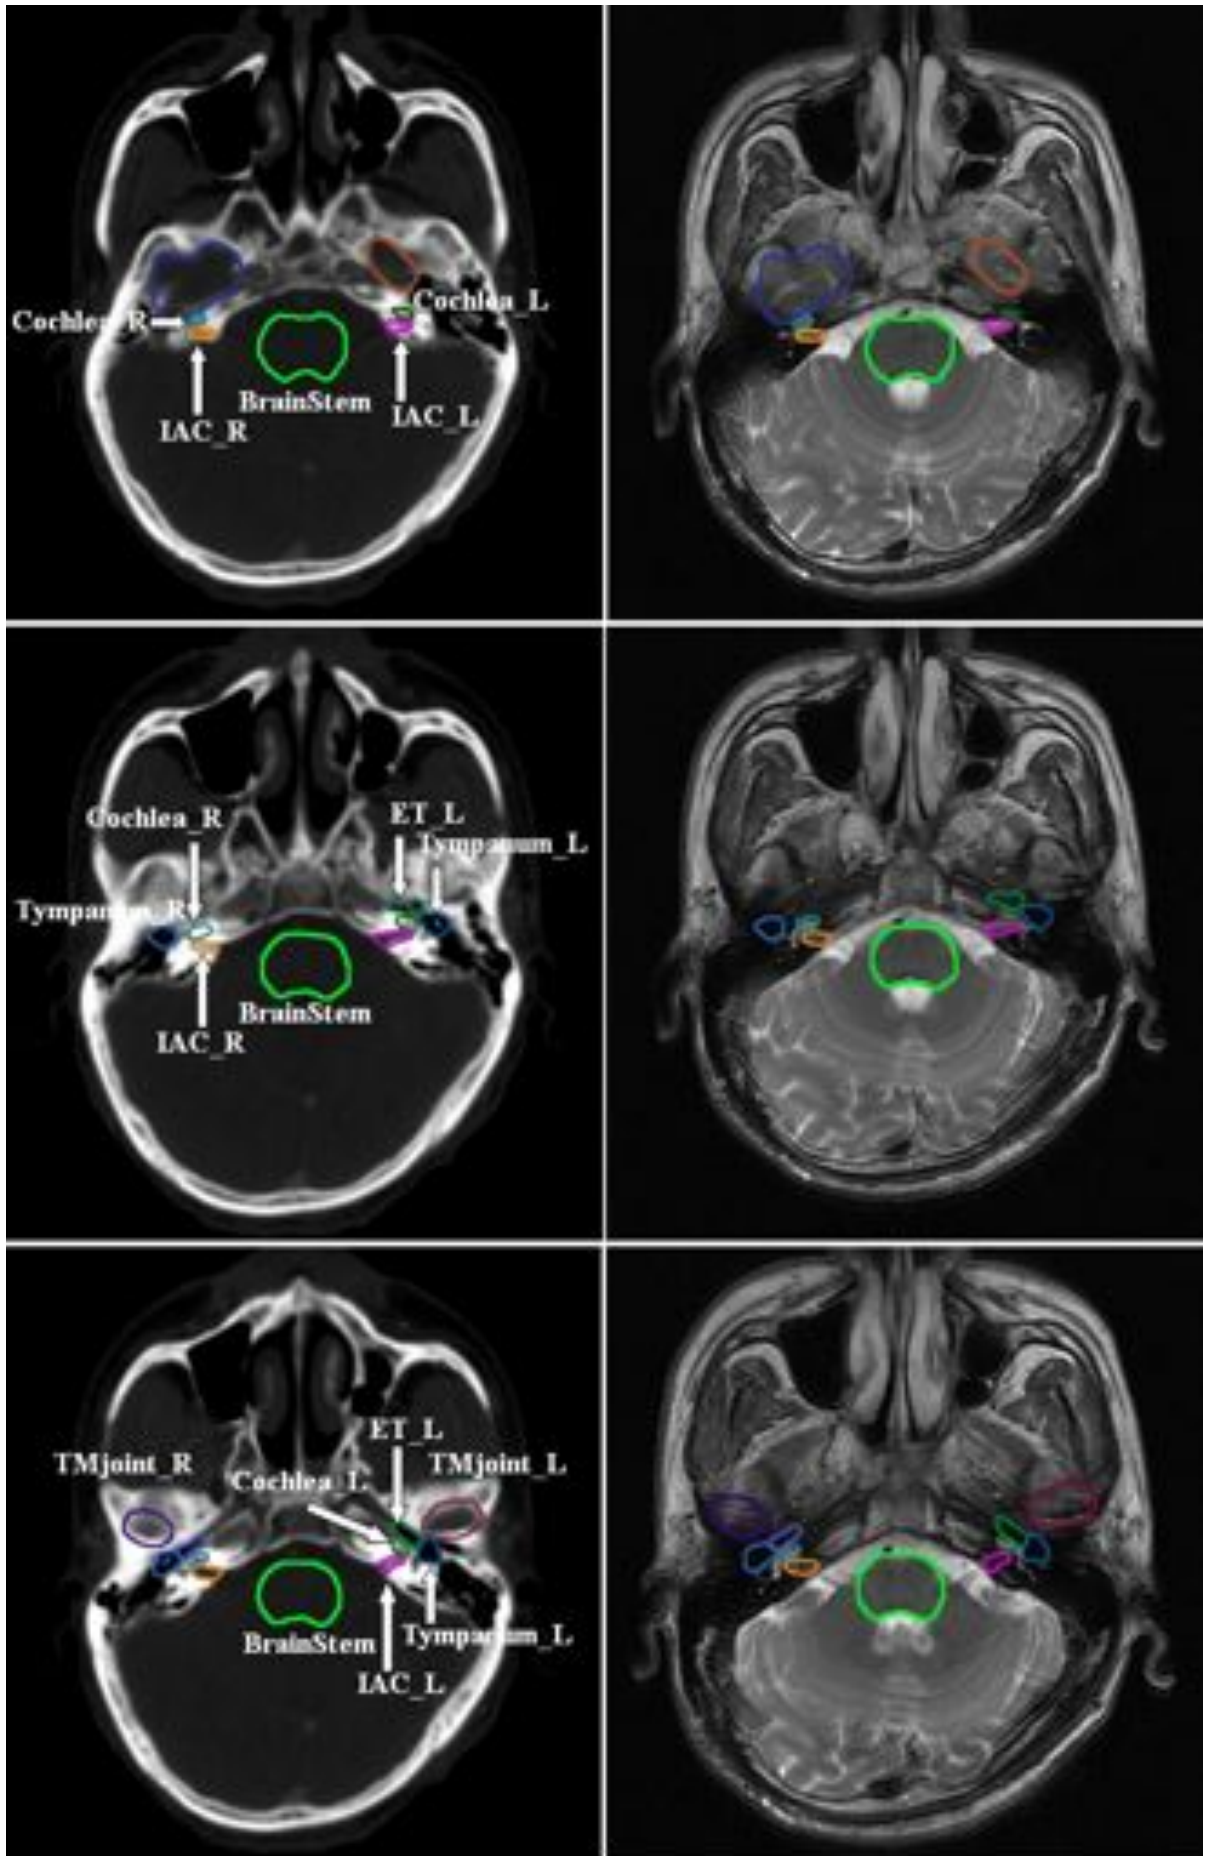 Cochlea_L
Cochlea_R
BrainStem
IAC_R
IAC_L
Cochlea_R
ET_L
Tympanum_L
Tympanum_R
BrainStem
IAC_R
ET_L
TMjoint_R
TMjoint_L
Cochlea_L
BrainStem
Tympanum_L
IAC_L